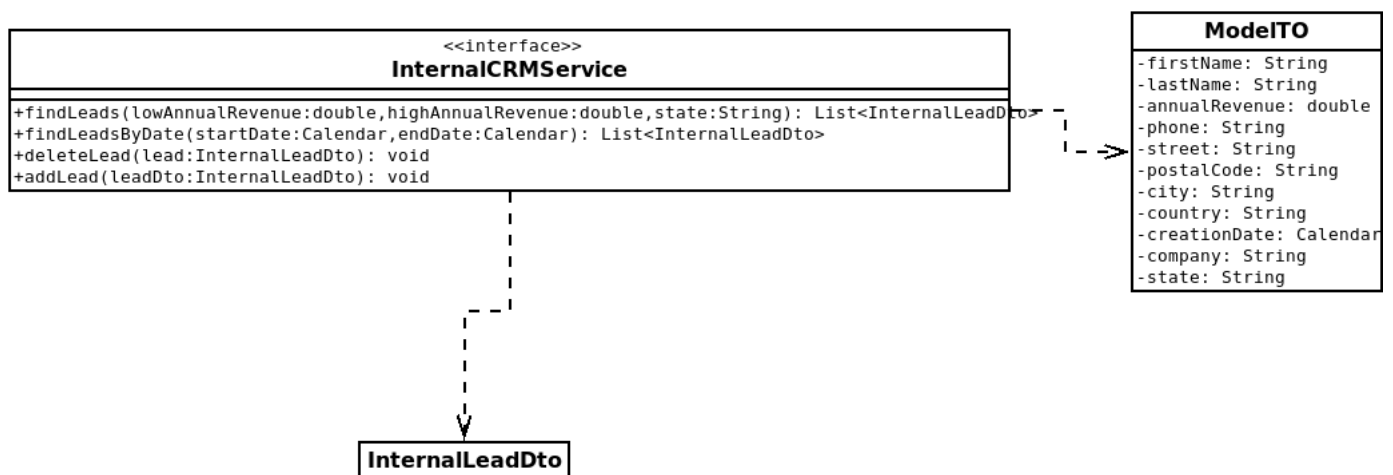 <<interface>>
InternalCRMService
+findLeads(lowAnnualRevenue:double,highAnnualRevenue:double,state:String): List<InternalLeadDto>
+findLeadsByDate(startDate:Calendar,endDate:Calendar): List<InternalLeadDto>
+deleteLead(lead:InternalLeadDto): void
+addLead(leadDto:InternalLeadDto): void
ModelTO
-firstName: String
-lastName: String
-annualRevenue: double
-phone: String
-street: String
-postalCode: String
-city: String
-country: String
-creationDate: Calendar
-company: String
-state: String
InternalLeadDto